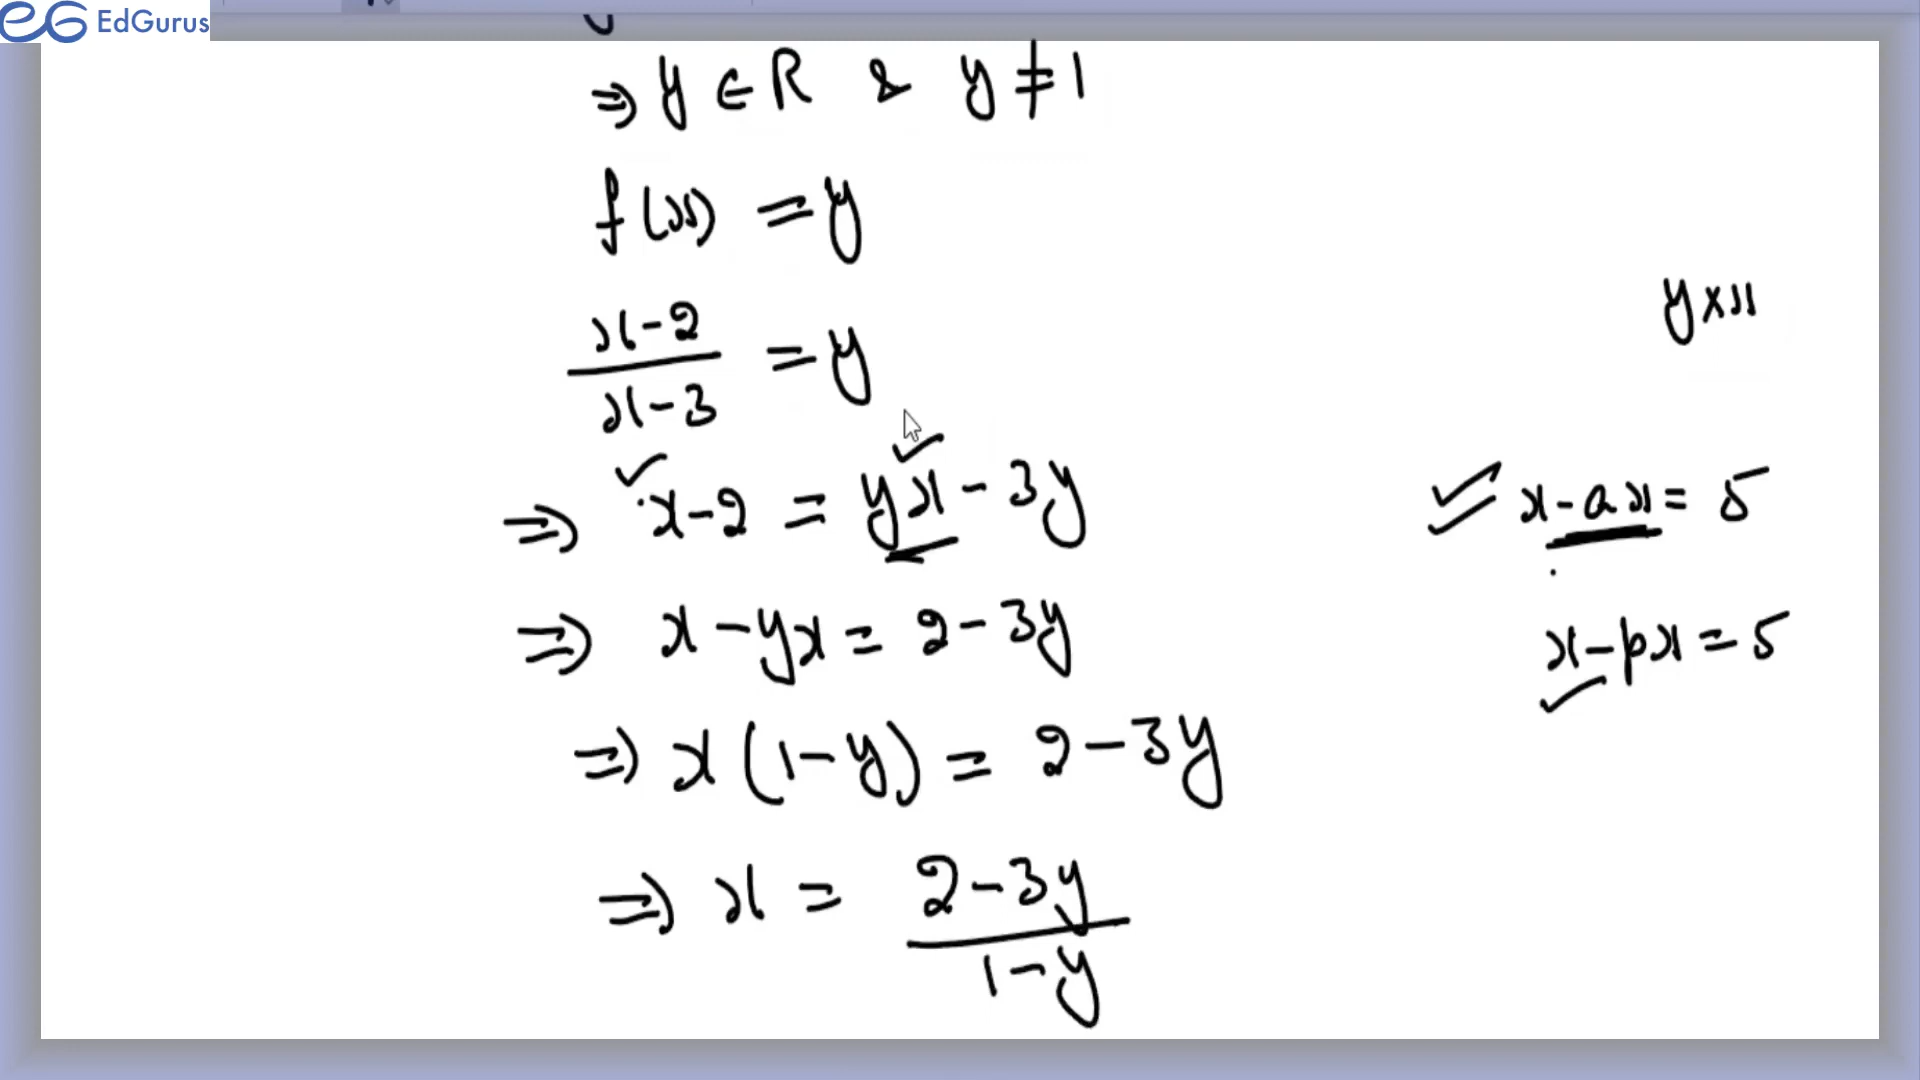 EdGurus
⇒ y ∈ R & y ≠ 1
f(x) = y
y×x
x-2
x-3
= y
⇒ x-2 = yx - 3y
x - ax = 5
⇒ x - yx = 2 - 3y
x - px = 5
⇒ x(1-y) = 2 - 3y
⇒ x = 2-3y
1-y